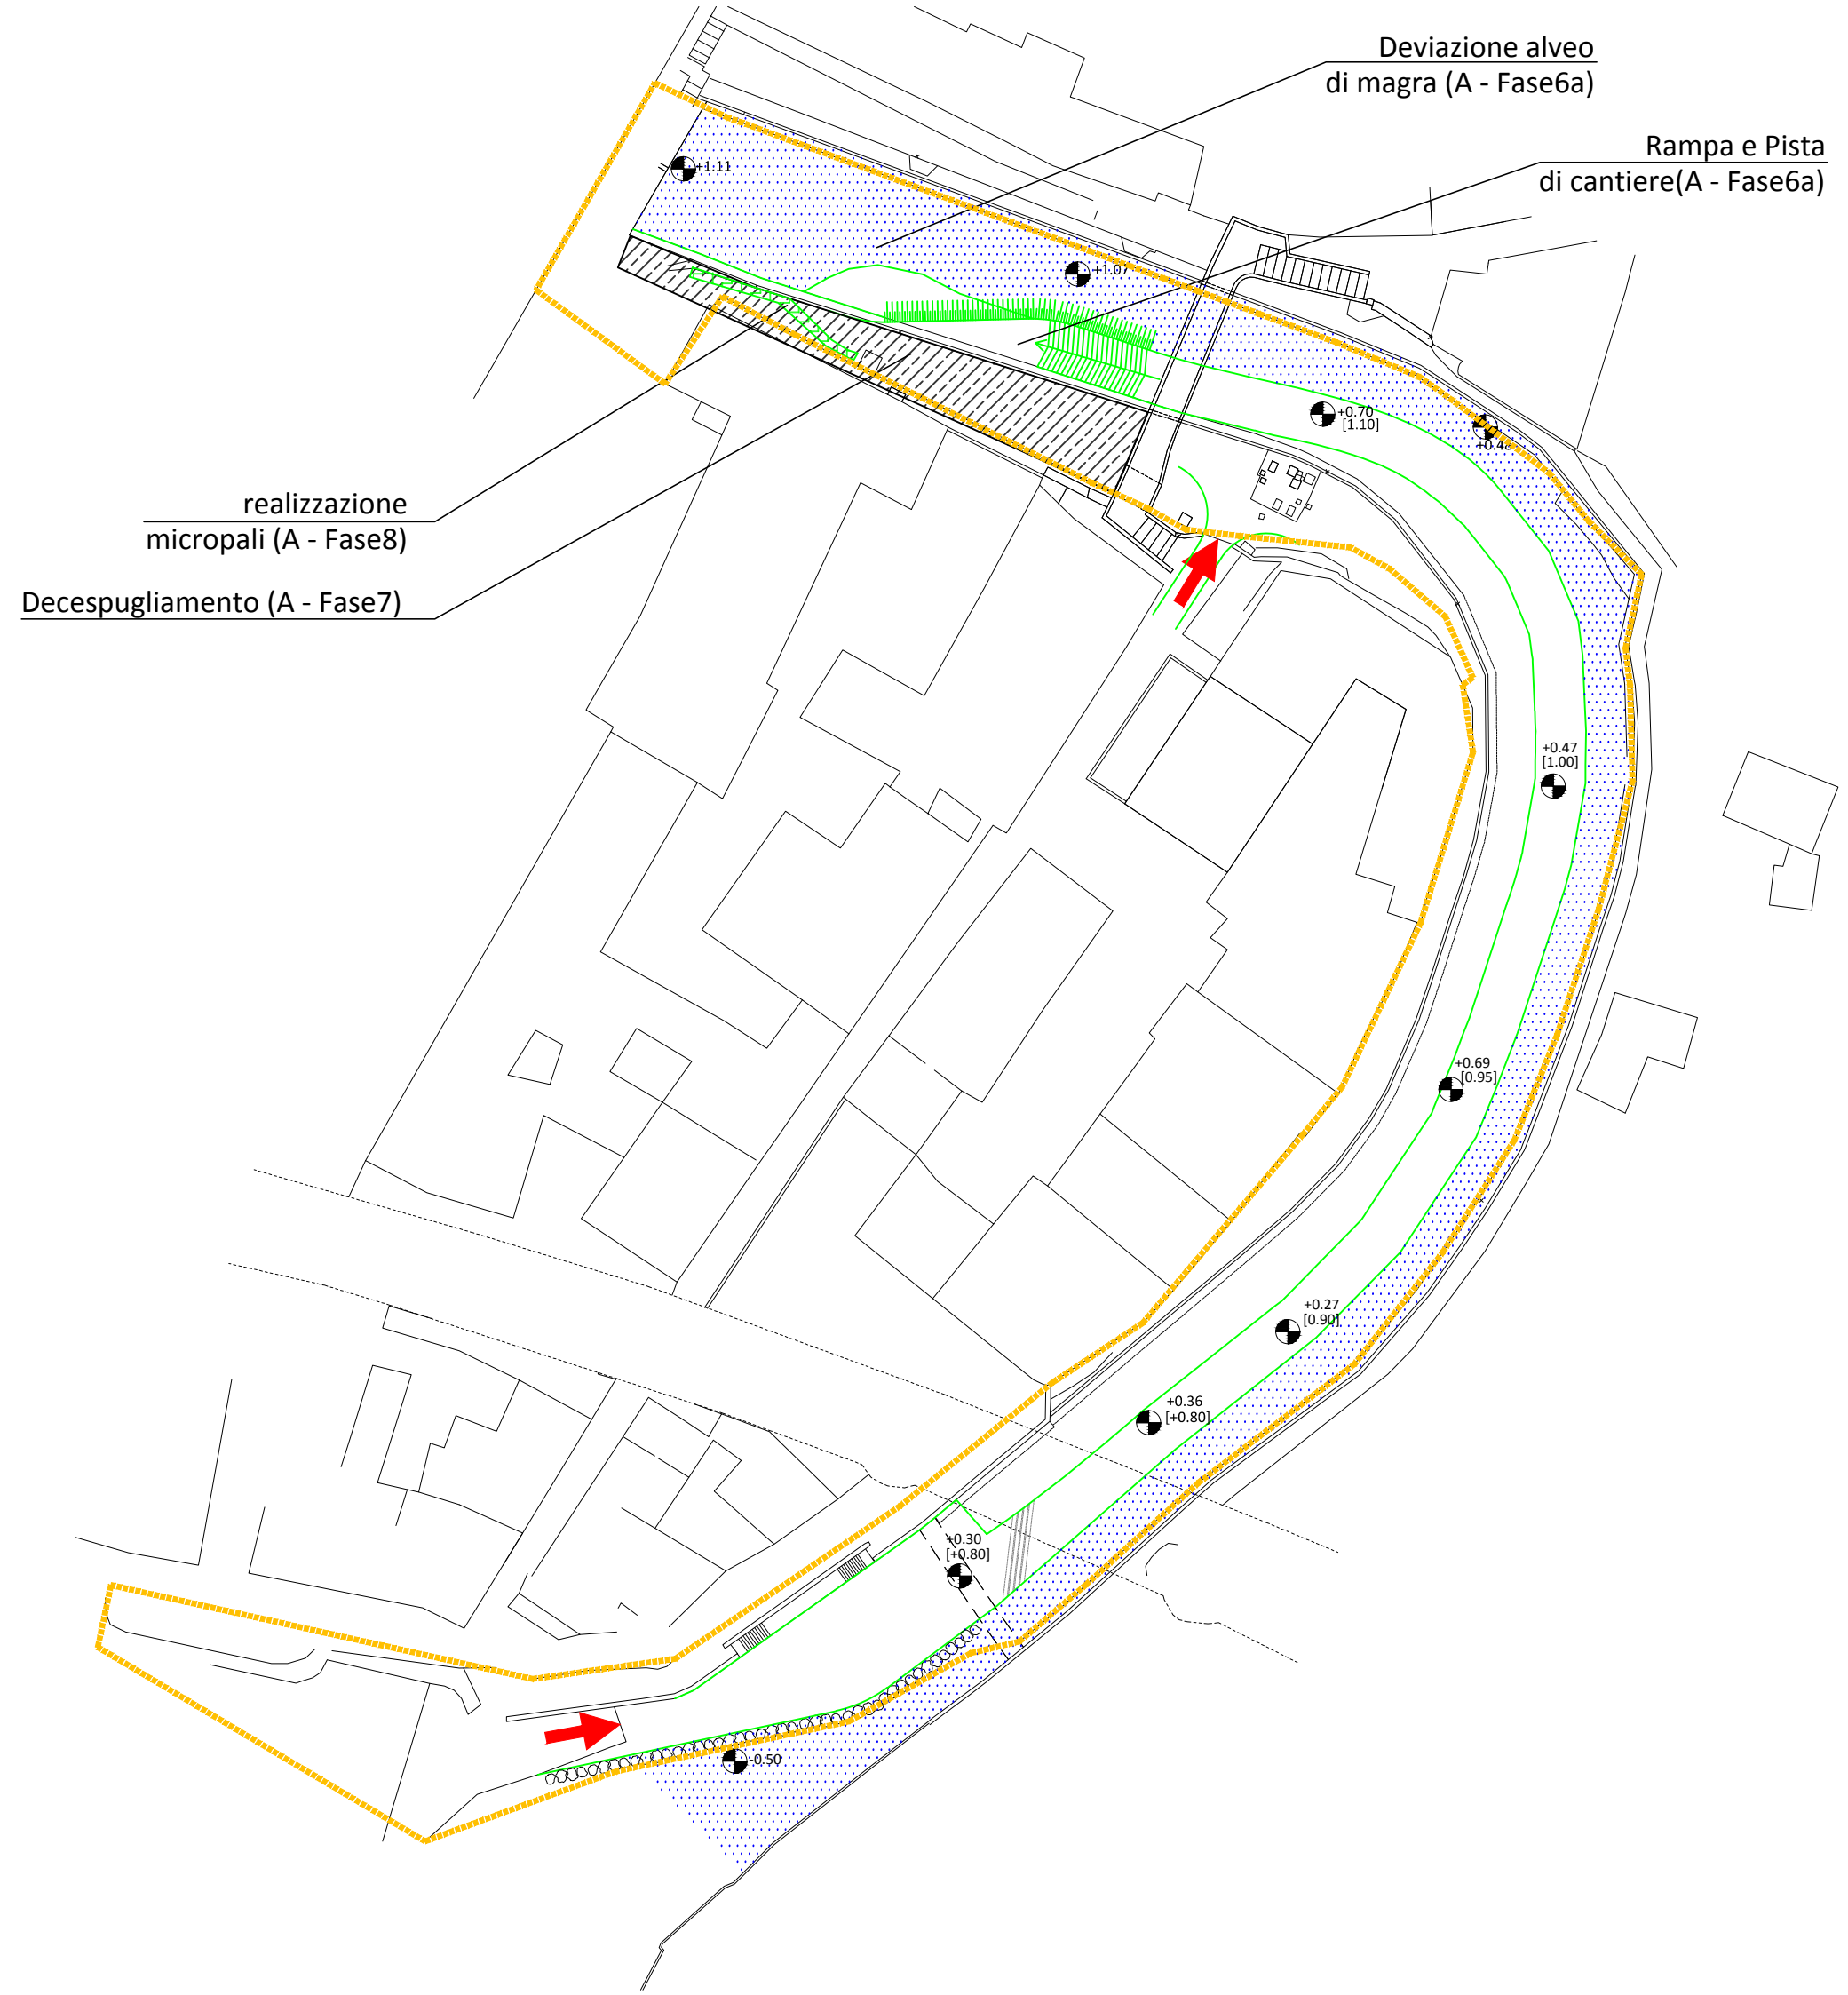 Deviazione alveo
di magra (A - Fase6a)
Rampa e Pista
di cantiere(A - Fase6a)
+1.11
+1.07
+0.70
[1.10]
+0.48
realizzazione
micropali (A - Fase8)
Decespugliamento (A - Fase7)
+0.47
[1.00]
+0.69
[0.95]
+0.27
[0.90]
+0.36
[+0.80]
+0.30
[+0.80]
-0.50